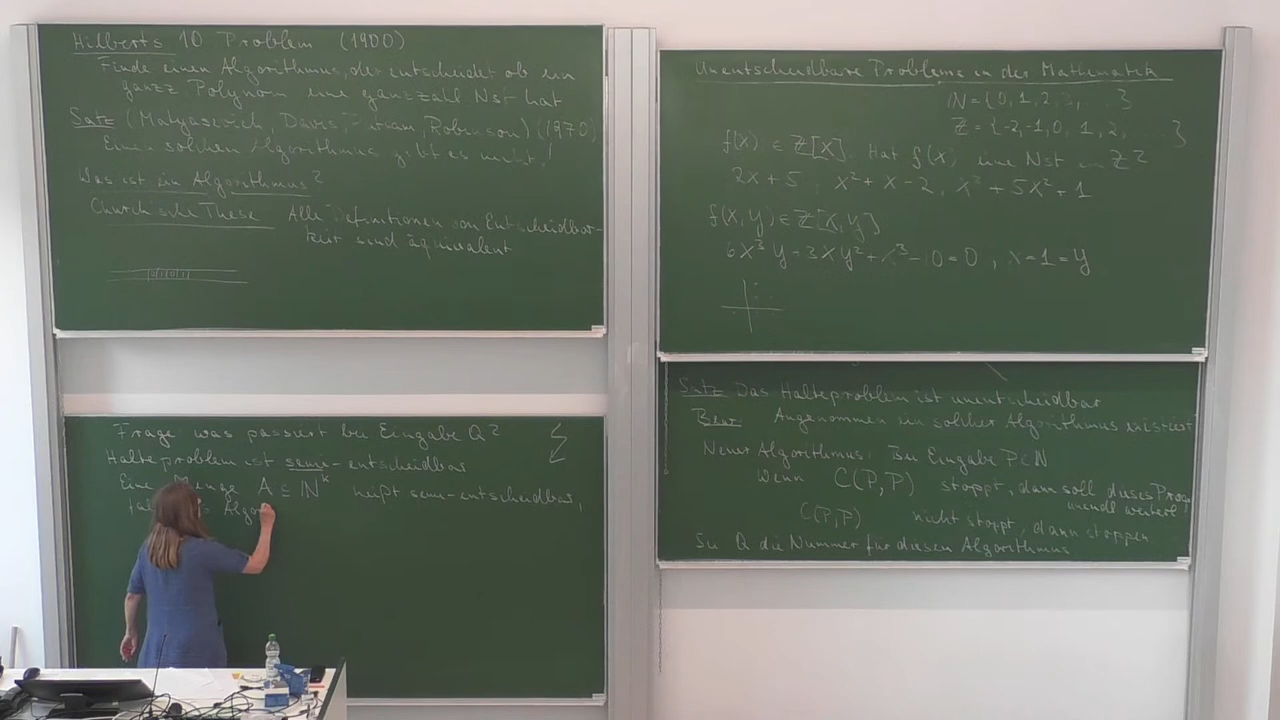 Hilberts 10 Problem (1900)
Finde einen Algorithmus, der entscheidet ob ein
ganzz Polynom eine ganzzahl Nst hat
Satz (Matyasevich, Davis, Putnam, Robinson) (1970)
Einen solchen Algorithmus gibt es nicht!
Was ist ein Algorithmus?
Churchische These Alle Definitionen von Entscheidbar-
keit sind äquivalent
Unentscheidbare Probleme in der Mathematik
ℕ = {0, 1, 2, 3, ... }
ℤ = {-2, -1, 0, 1, 2, }
f(x) ∈ ℤ[X]. Hat f(x) eine Nst in ℤ?
2x + 5, x² + x - 2, x³ + 5x² + 1
f(x, y) ∈ ℤ[X, Y]
6x³y - 3xy² + x³ - 10 = 0, x = 1 = y
Frage was passiert bei Eingabe Q?
Halteproblem ist semi-entscheidbar
Eine Menge A ⊆ ℕᵏ heißt semi-entscheidbar,
Algo
Satz Das Halteproblem ist unentscheidbar
Bew Angenommen ein solcher Algorithmus existiert
Neuer Algorithmus: Bei Eingabe P ∈ ℕ
wenn C(P, P) stoppt, dann soll dieses Prog
unendl weiterl
C(P, P) nicht stoppt, dann stoppen
Sei Q die Nummer für diesen Algorithmus